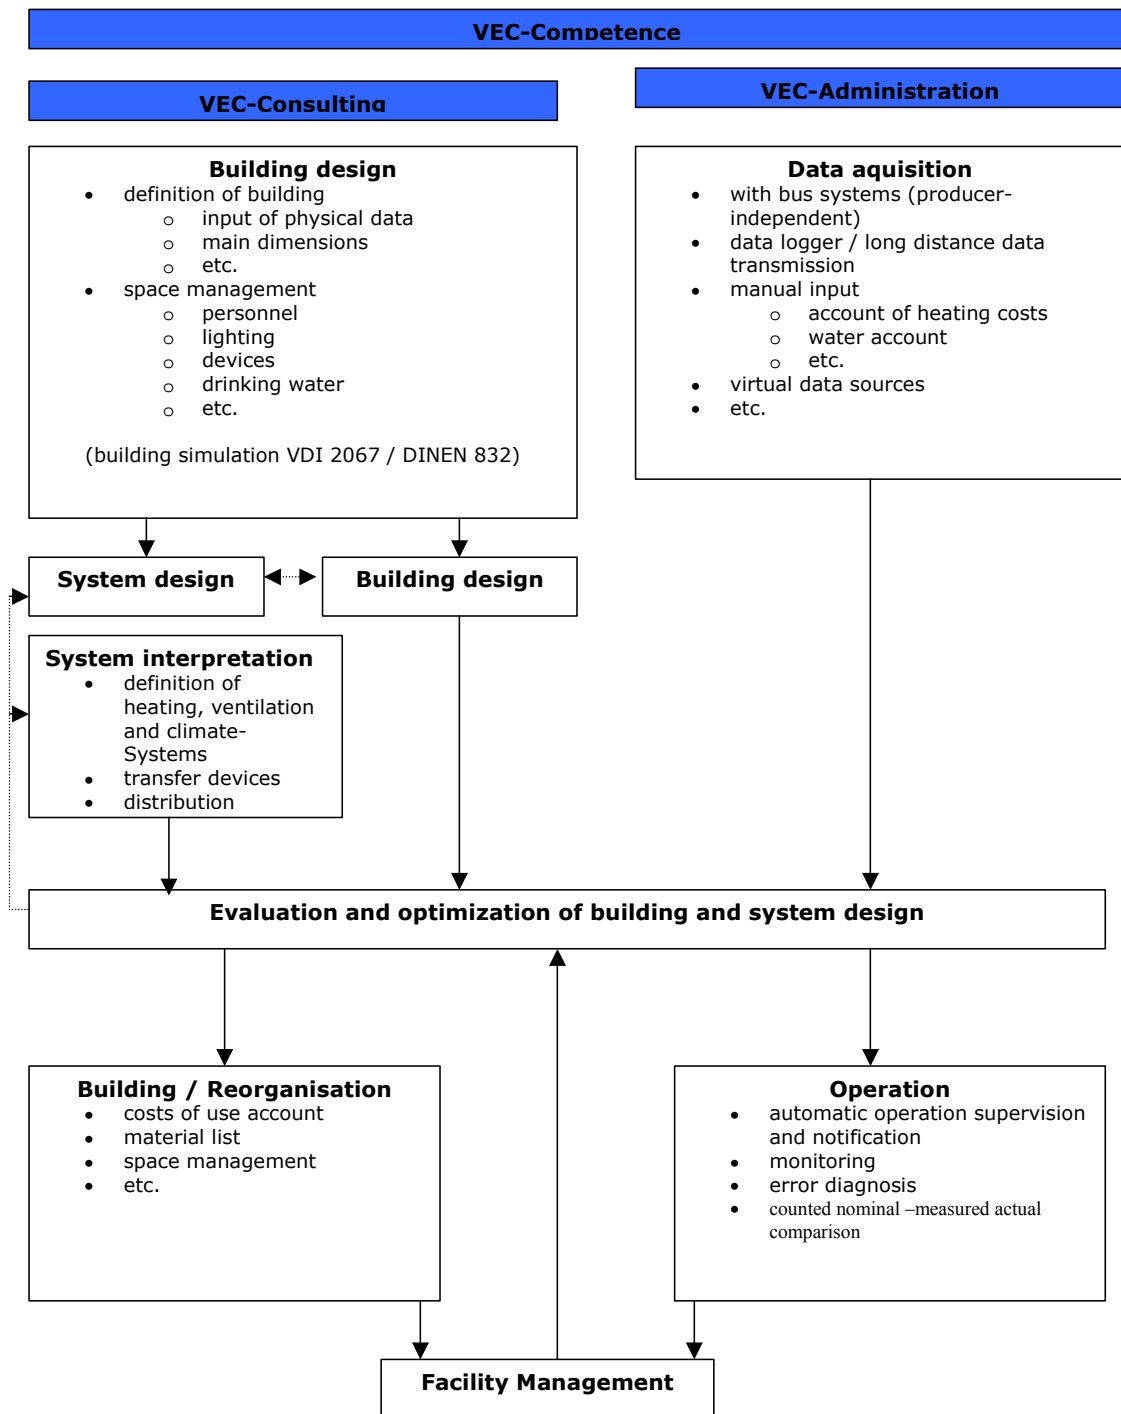 VEC-Competence
VEC-Consulting
VEC-Administration
Building design
• definition of building
o input of physical data
o main dimensions
o etc.
• space management
o personnel
o lighting
o devices
o drinking water
o etc.
(building simulation VDI 2067 / DINEN 832)
Data aquisition
• with bus systems (producer-
independent)
• data logger / long distance data
transmission
• manual input
o account of heating costs
o water account
o etc.
• virtual data sources
• etc.
System design
Building design
System interpretation
• definition of
heating, ventilation
and climate-
Systems
• transfer devices
• distribution
Evaluation and optimization of building and system design
Building / Reorganisation
• costs of use account
• material list
• space management
• etc.
Operation
• automatic operation supervision
and notification
• monitoring
• error diagnosis
• counted nominal –measured actual
comparison
Facility Management